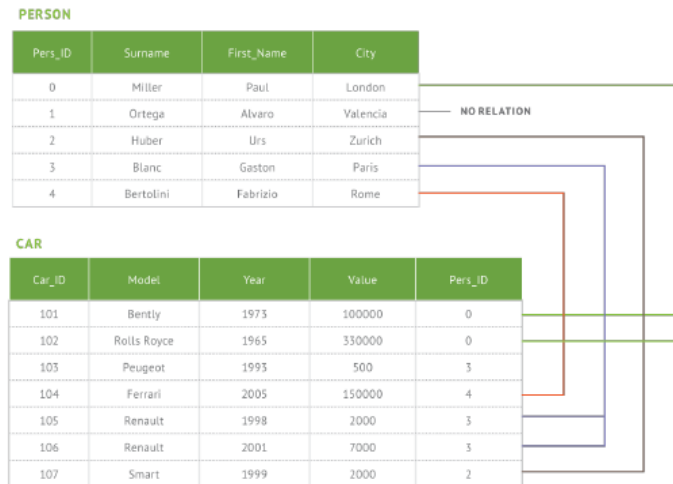 PERSON
Pers_ID Surname First_Name City
0 Miller Paul London
1 Ortega Alvaro Valencia NO RELATION
2 Huber Urs Zurich
3 Blanc Gaston Paris
4 Bertolini Fabrizio Rome
CAR
Car_ID Model Year Value Pers_ID
101 Bently 1973 100000 0
102 Rolls Royce 1965 330000 0
103 Peugeot 1993 500 3
104 Ferrari 2005 150000 4
105 Renault 1998 2000 3
106 Renault 2001 7000 3
107 Smart 1999 2000 2